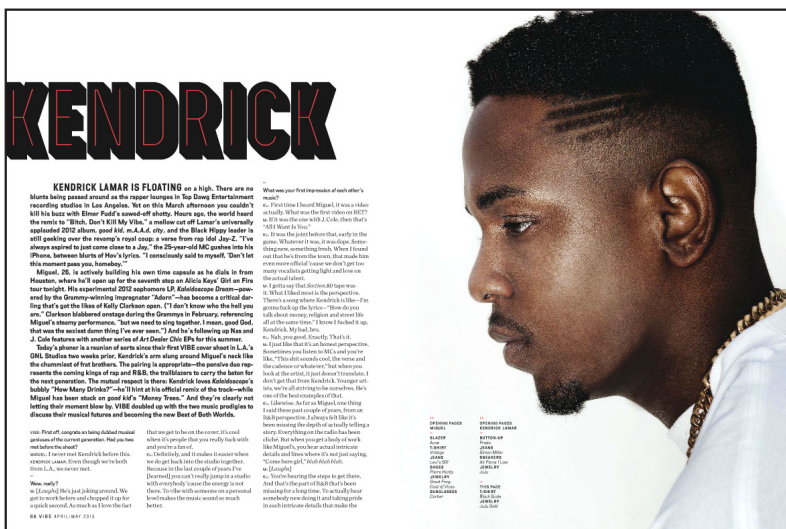 KENDRICK
KENDRICK LAMAR IS FLOATING on a high. There are no
blunts being passed around as the rapper lounges in Top Dawg Entertainment
recording studios in Los Angeles. Yet on this March afternoon you couldn't
kill his buzz with Elmer Fudd's sawed-off shotty. Hours ago, the world heard
the remix to "Bitch, Don't Kill My Vibe," a mellow cut off Lamar's universally
applauded 2012 album, good kid, m.A.A.d. city, and the Black Hippy leader is
still geeking over the revamp's royal coup: a verse from rap idol Jay-Z. "I've
always aspired to just come close to a Jay," the 25-year-old MC gushes into his
iPhone, between blurts of Hov's lyrics. "I consciously said to myself, 'Don't let
this moment pass you, homeboy.'"
Miguel, 26, is actively building his own time capsule as he dials in from
Houston, where he'll open up for the seventh stop on Alicia Keys' Girl on Fire
tour tonight. His experimental 2012 sophomore LP, Kaleidoscope Dream—pow-
ered by the Grammy-winning impregnator "Adorn"—has become a critical dar-
ling that's got the likes of Kelly Clarkson open. ("I don't know who the hell you
are," Clarkson blabbered onstage during the Grammys in February, referencing
Miguel's steamy performance, "but we need to sing together. I mean, good God,
that was the sexiest damn thing I've ever seen.") And he's following up Nas and
J. Cole features with another series of Art Dealer Chic EPs for this summer.
Today's phoner is a reunion of sorts since their first VIBE cover shoot in L.A.'s
GNL Studios two weeks prior, Kendrick's arm slung around Miguel's neck like
the chummiest of frat brothers. The pairing is appropriate—the pensive duo rep-
resents the coming kings of rap and R&B, the trailblazers to carry the baton for
the next generation. The mutual respect is there: Kendrick loves Kaleidoscope's
bubbly "How Many Drinks?"—he'll hint at his official remix of the track—while
Miguel has been stuck on good kid's "Money Trees." And they're clearly not
letting their moment blow by. VIBE doubled up with the two music prodigies to
discuss their musical futures and becoming the new Best of Both Worlds.
VIBE: First off, congrats on being dubbed musical
geniuses of the current generation. Had you two
met before the shoot?
MIGUEL: I never met Kendrick before this.
KENDRICK LAMAR: Even though we're both
from L.A., we never met.
–
Wow, really?
M: [Laughs] He's just joking around. We
got to work before and chopped it up for
a quick second. As much as I love the fact
that we get to be on the cover, it's cool
when it's people that you really fuck with
and you're a fan of.
KL: Definitely, and it makes it easier when
we do get back into the studio together.
Because in the last couple of years I've
[learned] you can't really jump in a studio
with everybody 'cause the energy is not
there. To vibe with someone on a personal
level makes the music sound so much
better.
–
What was your first impression of each other's
music?
KL: First time I heard Miguel, it was a video
actually. What was the first video on BET?
M: If it was the one with J. Cole, then that's
"All I Want Is You."
KL: It was the joint before that, early in the
game. Whatever it was, it was dope. Some-
thing new, something fresh. When I found
out that he's from the town, that made him
even more official 'cause we don't get too
many vocalists getting light and love on
the actual talent.
M: I gotta say that Section.80 tape was
it. What I liked most is the perspective.
There's a song where Kendrick is like—I'm
gonna fuck up the lyrics—"How do you
talk about money, religion and street life
all at the same time." I know I fucked it up,
Kendrick. My bad, bro.
KL: Nah, you good. Exactly. That's it.
M: I just like that it's an honest perspective.
Sometimes you listen to MCs and you're
like, "This shit sounds cool, the verse and
the cadence or whatever," but when you
look at the artist, it just doesn't translate. I
don't get that from Kendrick. Younger art-
ists, we're all striving to be ourselves. He's
one of the best examples of that.
KL: Likewise. As far as Miguel, one thing
I said these past couple of years, from an
R&B perspective, I always felt like it's
been missing the depth of actually telling a
story. Everything on the radio has been
cliché. But when you get a body of work
like Miguel's, you hear actual intricate
details and lines where it's not just saying,
"Come here, girl," blah blah blah.
M: [Laughs]
KL: You're hearing the steps to get there.
And that's the part of R&B that's been
missing for a long time. To actually hear
somebody new doing it and taking pride
in such intricate details that make the
OPENING PAGES
MIGUEL
BLAZER
Acne
T-SHIRT
Vintage
JEANS
Levi's 501
SHOES
Pierre Hardy
JEWELRY
Great Frog,
Cast of Vices
SUNGLASSES
Cartier
OPENING PAGES
KENDRICK LAMAR
BUTTON-UP
Prada
JEANS
Simon Miller
SNEAKERS
Air Force 1 Low
JEWELRY
Julz
THIS PAGE
T-SHIRT
Black Scale
JEWELRY
Julz Gold
66 VIBE APRIL/MAY 2013